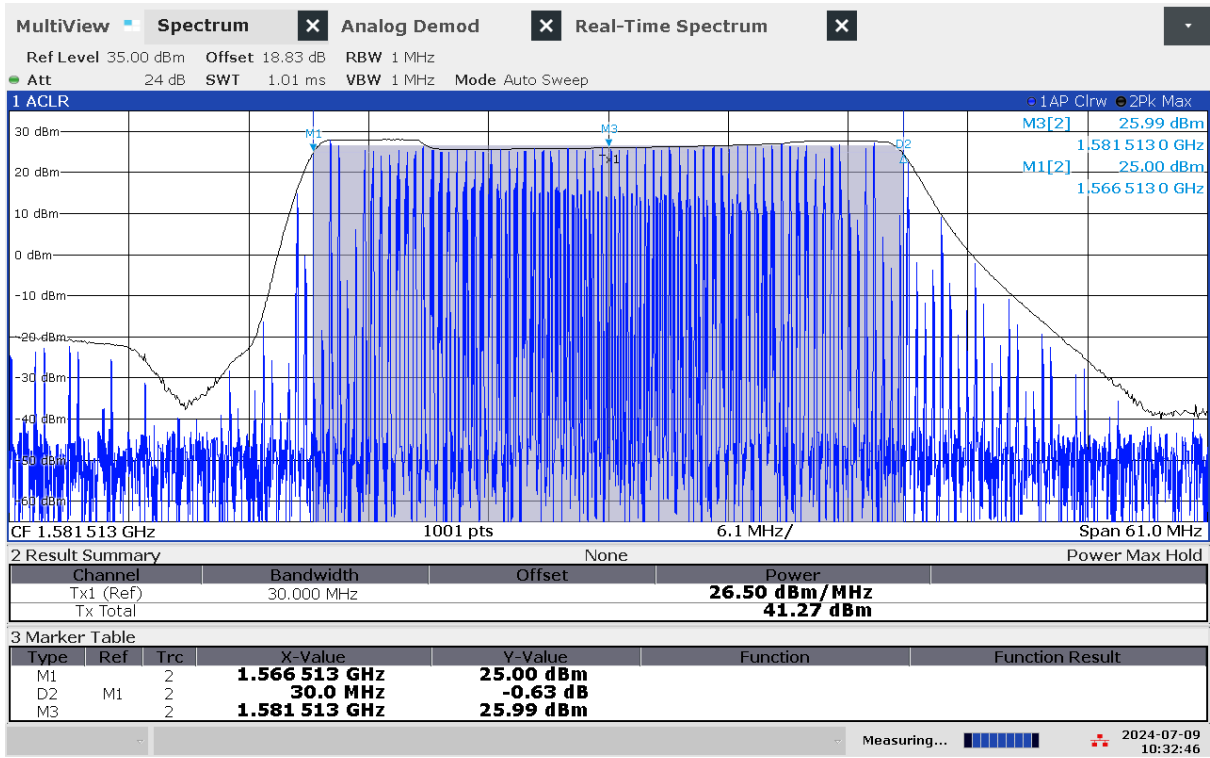 MultiView Spectrum X Analog Demod X Real-Time Spectrum X
Ref Level 35.00 dBm Offset 18.83 dB RBW 1 MHz
Att 24 dB SWT 1.01 ms VBW 1 MHz Mode Auto Sweep
1 ACLR 1AP Clrw 2Pk Max
M3[2] 25.99 dBm
1.581 513 0 GHz
M1[2] 25.00 dBm
1.566 513 0 GHz
M1 M3 D2
Tx1
30 dBm
20 dBm
10 dBm
0 dBm
-10 dBm
-20 dBm
-30 dBm
-40 dBm
-50 dBm
-60 dBm
CF 1.581 513 GHz 1001 pts 6.1 MHz/ Span 61.0 MHz
2 Result Summary None Power Max Hold
Channel Bandwidth Offset Power
Tx1 (Ref) 30.000 MHz 26.50 dBm/MHz
Tx Total 41.27 dBm
3 Marker Table
Type Ref Trc X-Value Y-Value Function Function Result
M1 2 1.566 513 GHz 25.00 dBm
D2 M1 2 30.0 MHz -0.63 dB
M3 2 1.581 513 GHz 25.99 dBm
Measuring... 2024-07-09
10:32:46